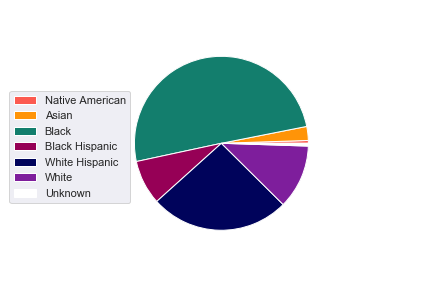 Native American
Asian
Black
Black Hispanic
White Hispanic
White
Unknown